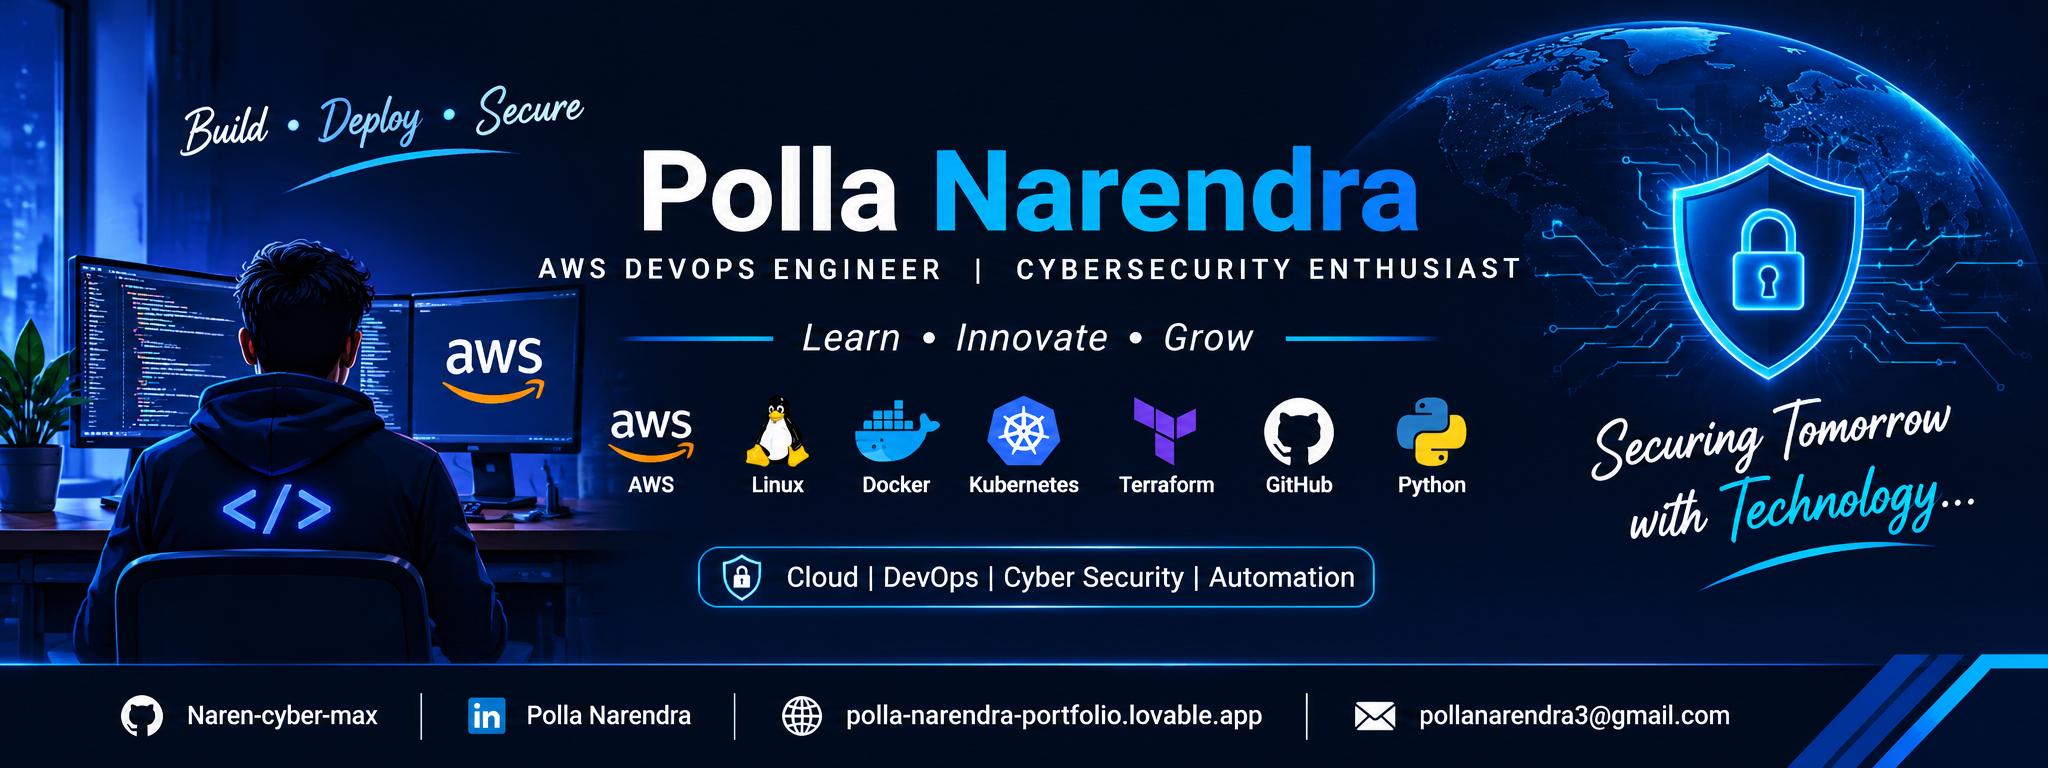 Build • Deploy • Secure
Polla Narendra
AWS DEVOPS ENGINEER | CYBERSECURITY ENTHUSIAST
Learn • Innovate • Grow
aws
</>
aws
AWS
Linux
Docker
Kubernetes
Terraform
GitHub
Python
Securing Tomorrow
with Technology...
Cloud | DevOps | Cyber Security | Automation
Naren-cyber-max
in
Polla Narendra
polla-narendra-portfolio.lovable.app
pollanarendra3@gmail.com